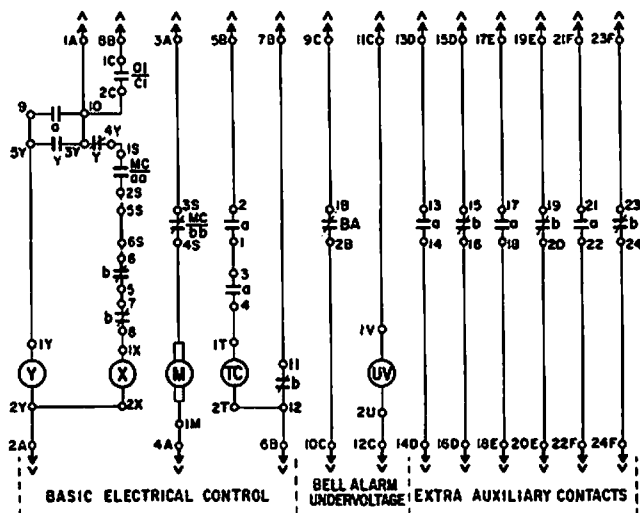 1A 8B 3A 5B 7B 9C 11C 13D 15D 17E 19E 21F 23F
1C
01
C1
2C
9 10
a
4Y
5Y Y 3Y Y
1S
MC
aa
2S
5S
3S 2 1B 13 15 17 19 21 23
MC
bb a BA a b a b a b
4S 1 2B 14 16 18 20 22 24
6S
6
b
5
3
a
4
7
b
8
1V
1Y 1X 1T 11
Y X M TC b UV
2Y 2X 1M 2T 12 2U
2A 4A 6B 10C 12C 14D 16D 18E 20E 22F 24F
BASIC ELECTRICAL CONTROL
BELL ALARM
UNDERVOLTAGE
EXTRA AUXILIARY CONTACTS